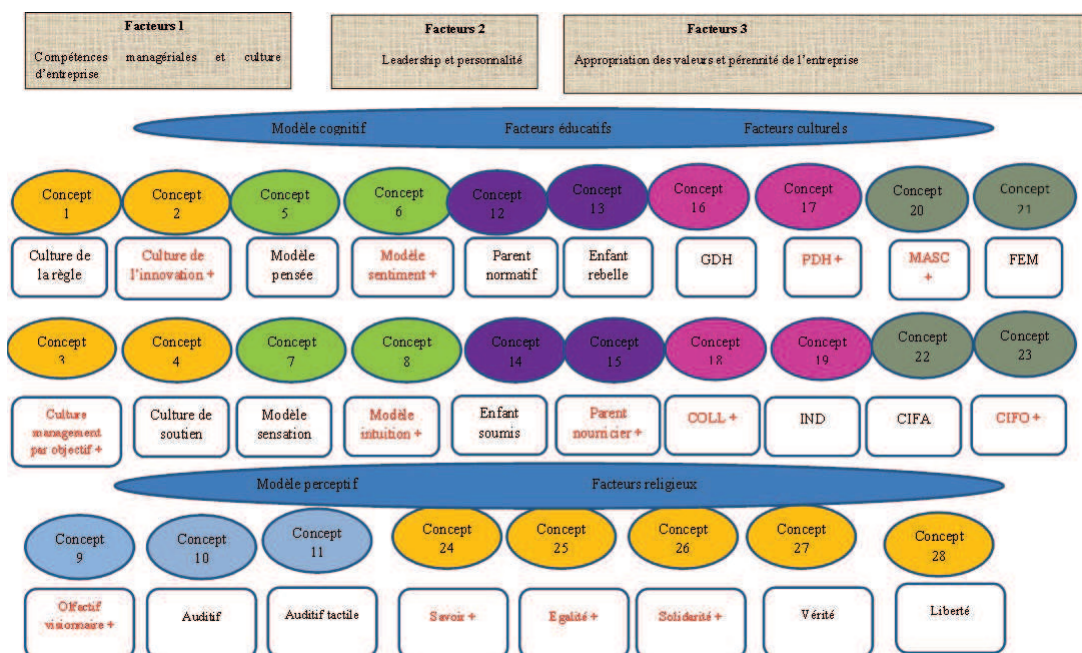 Facteurs 1
Compétences managériales et culture
d'entreprise
Facteurs 2
Leadership et personnalité
Facteurs 3
Appropriation des valeurs et pérennité de l'entreprise
Modèle cognitif
Facteurs éducatifs
Facteurs culturels
Concept
1
Concept
2
Concept
5
Concept
6
Concept
12
Concept
13
Concept
16
Concept
17
Concept
20
Concept
21
Culture de
la règle
Culture de
l'innovation +
Modèle
pensée
Modèle
sentiment +
Parent
normatif
Enfant
rebelle
GDH
PDH +
MASC
+
FEM
Concept
3
Concept
4
Concept
7
Concept
8
Concept
14
Concept
15
Concept
18
Concept
19
Concept
22
Concept
23
Culture
management
par objectif +
Culture de
soutien
Modèle
sensation
Modèle
intuition +
Enfant
soumis
Parent
nourricier +
COLL +
IND
CIFA
CIFO +
Modèle perceptif
Facteurs religieux
Concept
9
Concept
10
Concept
11
Concept
24
Concept
25
Concept
26
Concept
27
Concept
28
Olfectif
visionnaire +
Auditif
Auditif tactile
Savoir +
Egalité +
Solidarité +
Vérité
Liberté